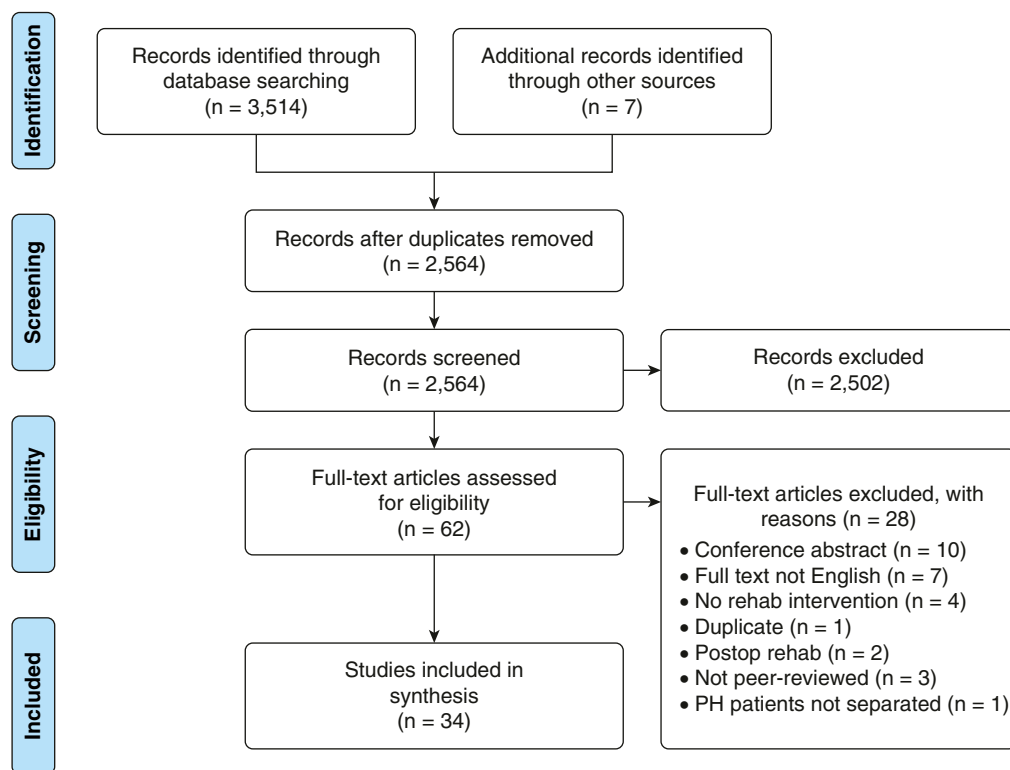 Identification
Records identified through
database searching
(n = 3,514)
Additional records identified
through other sources
(n = 7)
Screening
Records after duplicates removed
(n = 2,564)
Records screened
(n = 2,564)
Records excluded
(n = 2,502)
Eligibility
Full-text articles assessed
for eligibility
(n = 62)
Full-text articles excluded, with
reasons (n = 28)
• Conference abstract (n = 10)
• Full text not English (n = 7)
• No rehab intervention (n = 4)
• Duplicate (n = 1)
• Postop rehab (n = 2)
• Not peer-reviewed (n = 3)
• PH patients not separated (n = 1)
Included
Studies included in
synthesis
(n = 34)